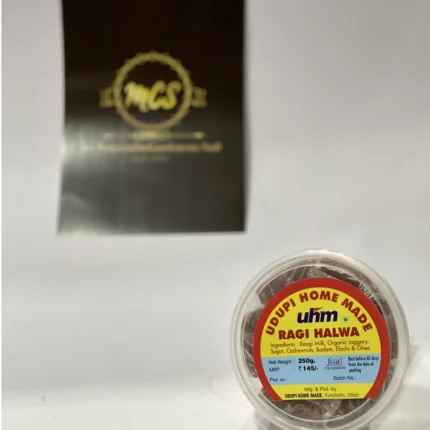 MCS
UDUPI HOME MADE
uhm
RAGI HALWA
Ingredients : Raagi Milk, Organic Jaggery,
Sugar, Cashewnuts, Badam, Elachi & Ghee
Net Weight : 250g.
MRP : ₹ 145/-
fssai
Best before 60 days
from the date of
packing
Pkd. on :
Batch No. :
Mfg. & Pkd. by :
UDUPI HOME MADE, Kunjibettu, Udupi.